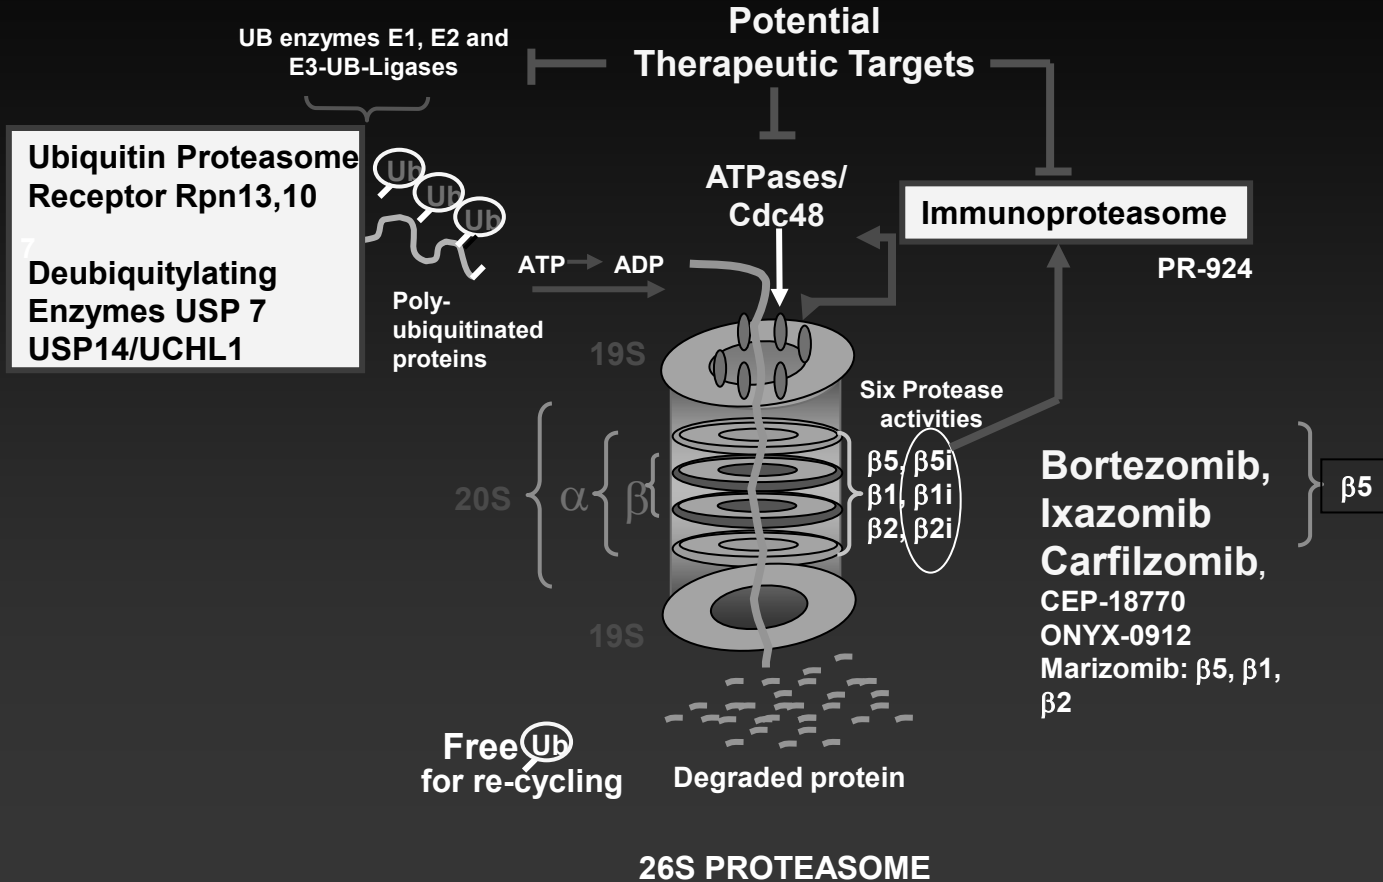 Potential
Therapeutic Targets
UB enzymes E1, E2 and
E3-UB-Ligases
Ubiquitin Proteasome
Receptor Rpn13,10
7
Deubiquitylating
Enzymes USP 7
USP14/UCHL1
Ub
Ub
Ub
Poly-
ubiquitinated
proteins
ATP
ADP
ATPases/
Cdc48
Immunoproteasome
PR-924
19S
Six Protease
activities
β5, β5i
β1, β1i
β2, β2i
20S
α
β
19S
Bortezomib,
Ixazomib
Carfilzomib,
CEP-18770
ONYX-0912
Marizomib: β5, β1,
β2
β5
Free Ub
for re-cycling
Degraded protein
26S PROTEASOME